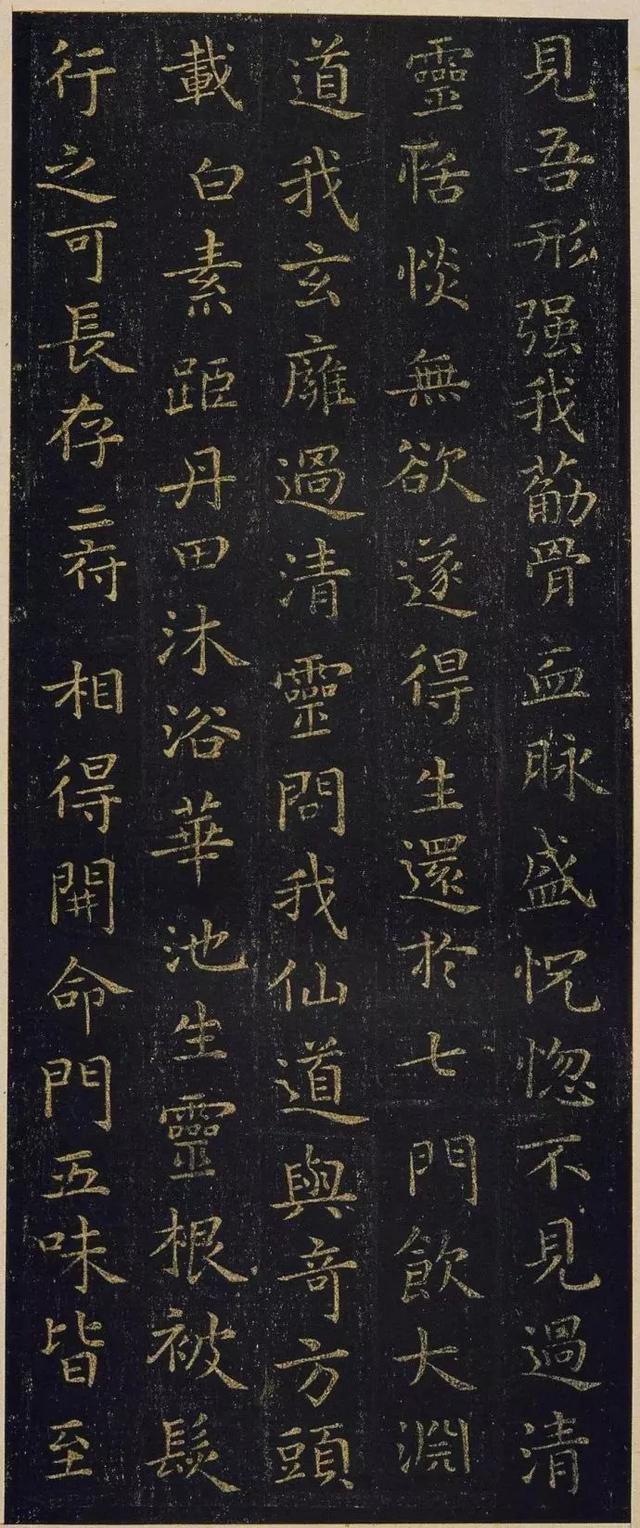 見吾形强我筋骨血脉盛怳惚不見過清
靈恬惔無欲遂得生還於七門飲大淵
道我玄廱過清靈問我仙道與奇方頭
載白素距丹田沐浴華池生靈根被髮
行之可長存二府相得開命門五味皆至